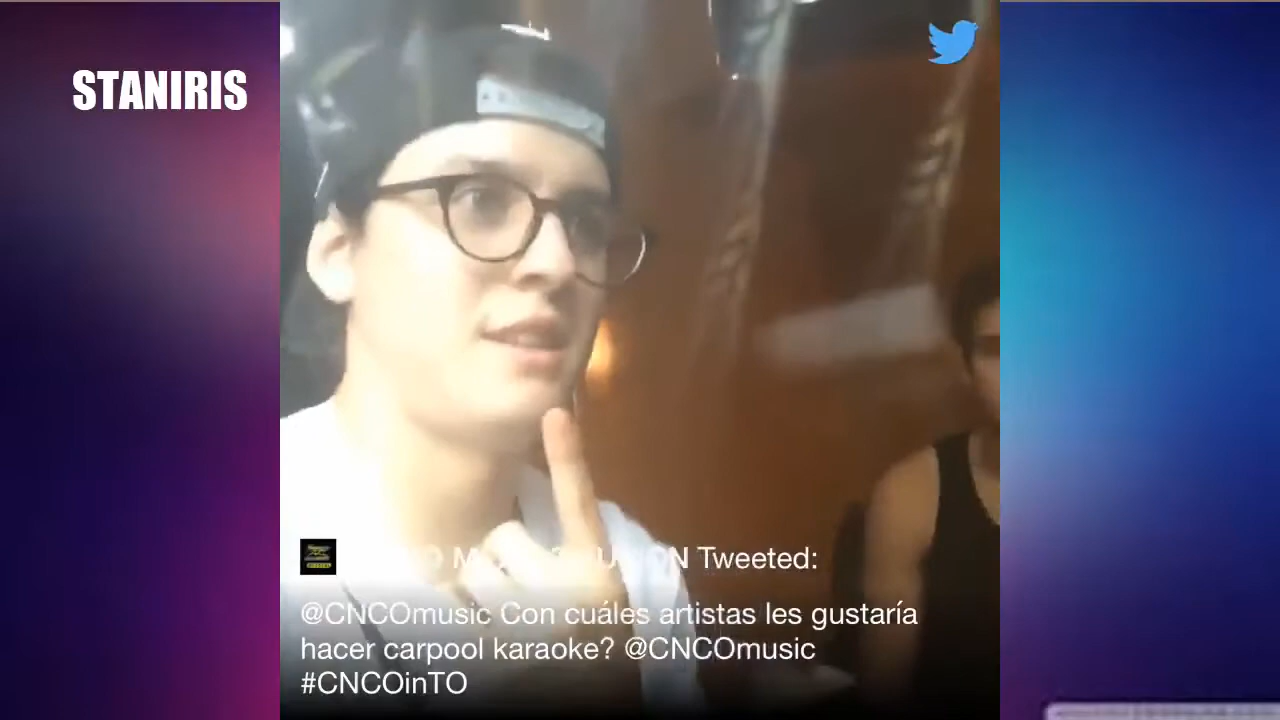 STANIRIS
Tweeted:
@CNCOmusic Con cuáles artistas les gustaría
hacer carpool karaoke? @CNCOmusic
#CNCOinTO